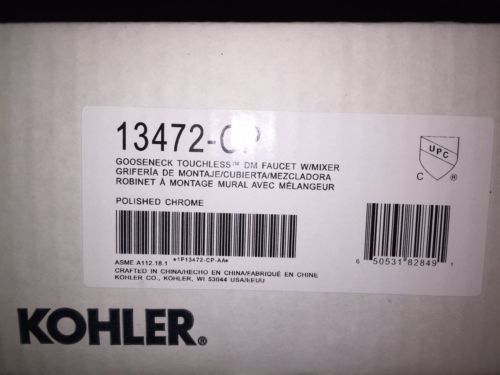 13472-CP
GOOSENECK TOUCHLESS™ DM FAUCET W/MIXER
GRIFERÍA DE MONTAJE/CUBIERTA/MEZCLADORA
ROBINET À MONTAGE MURAL AVEC MÉLANGEUR
POLISHED CHROME
UPC
C ®
*1P13472-CP-AA*
6 50531 82849 1
ASME A112.18.1
CRAFTED IN CHINA/HECHO EN CHINA/FABRIQUÉ EN CHINE
KOHLER CO., KOHLER, WI 53044 USA/EEUU
KOHLER®